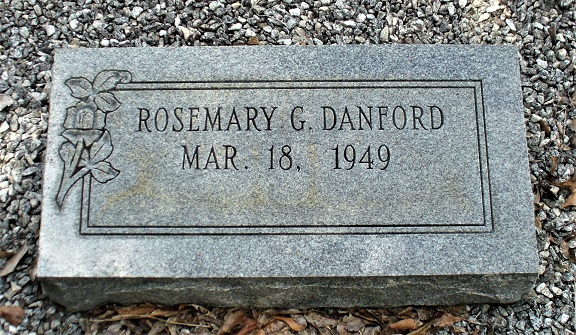 ROSEMARY G. DANFORD
MAR. 18, 1949